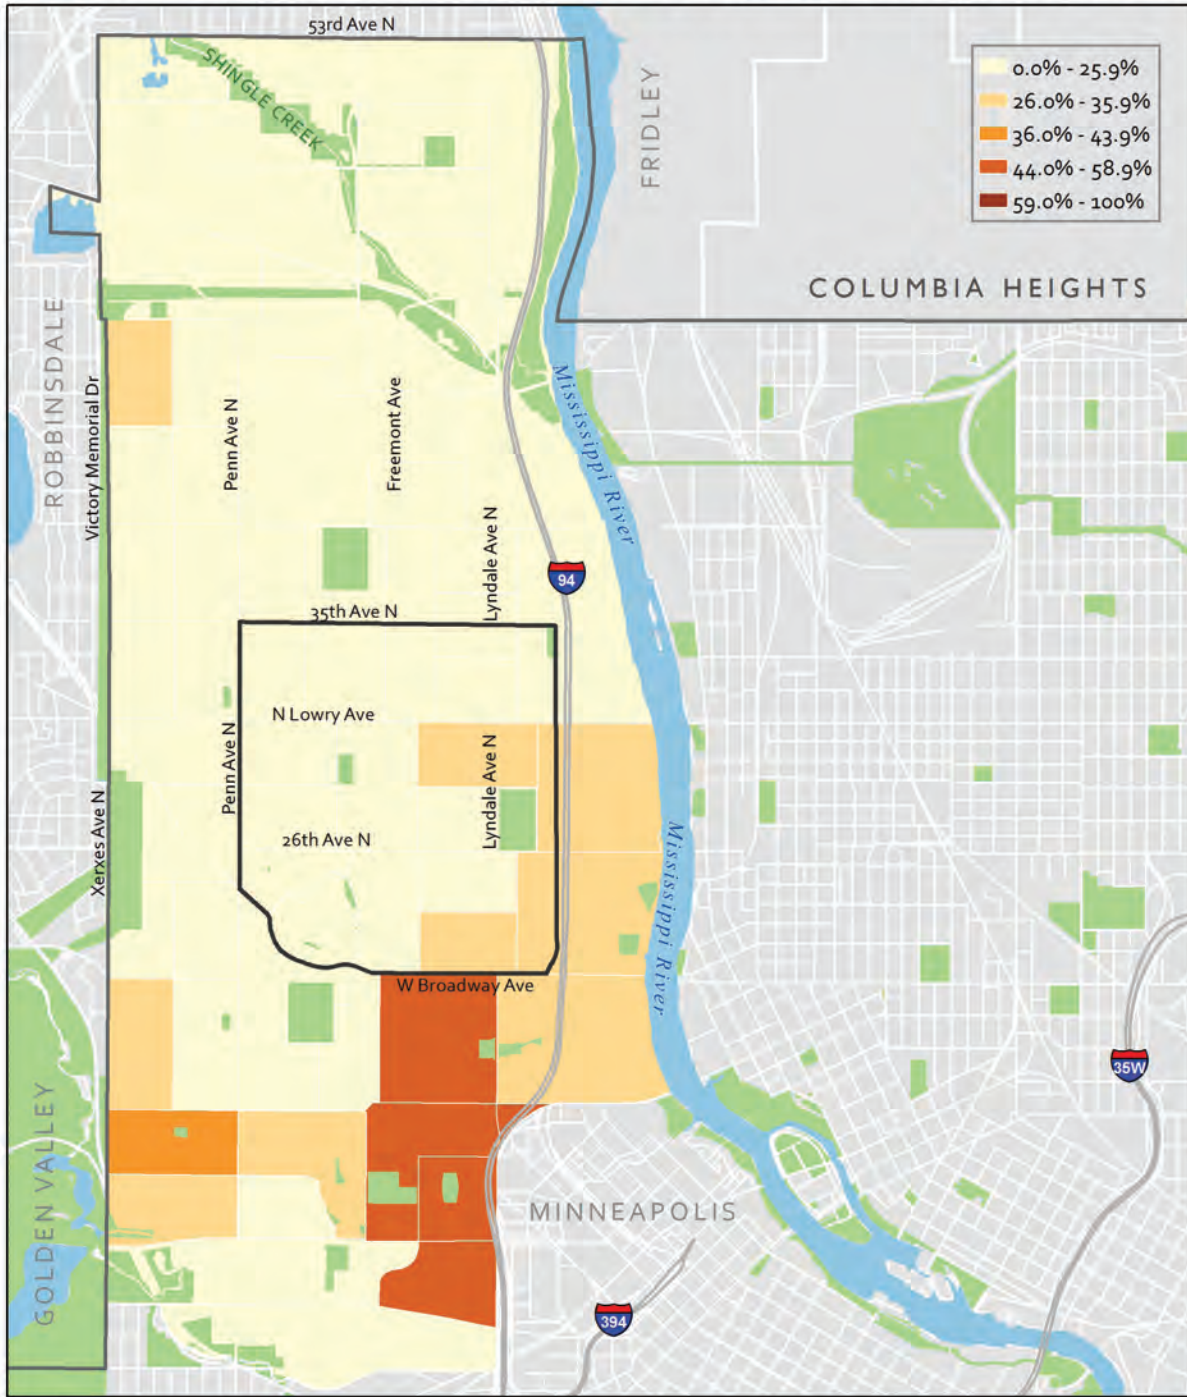 53rd Ave N
SHINGLE CREEK
FRIDLEY
0.0% - 25.9%
26.0% - 35.9%
36.0% - 43.9%
44.0% - 58.9%
59.0% - 100%
COLUMBIA HEIGHTS
ROBBINSDALE
Victory Memorial Dr
Penn Ave N
Freemont Ave
Mississippi River
Lyndale Ave N
94
35th Ave N
N Lowry Ave
Penn Ave N
Lyndale Ave N
Xerxes Ave N
26th Ave N
Mississippi River
W Broadway Ave
35W
GOLDEN VALLEY
MINNEAPOLIS
394